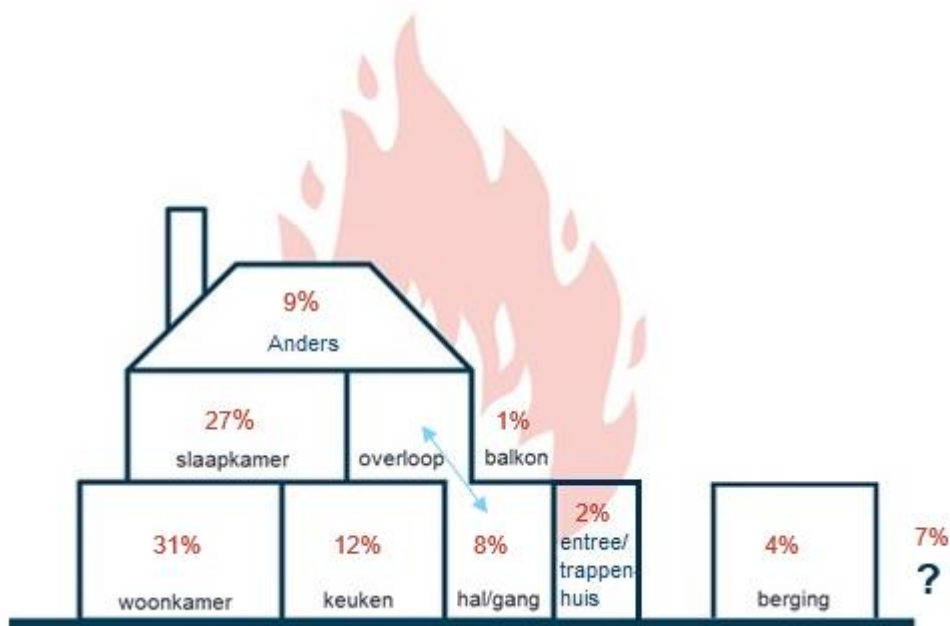 9%
Anders
27%
slaapkamer
overloop
1%
balkon
31%
woonkamer
12%
keuken
8%
hal/gang
2%
entree/
trappen-
huis
4%
berging
7%
?